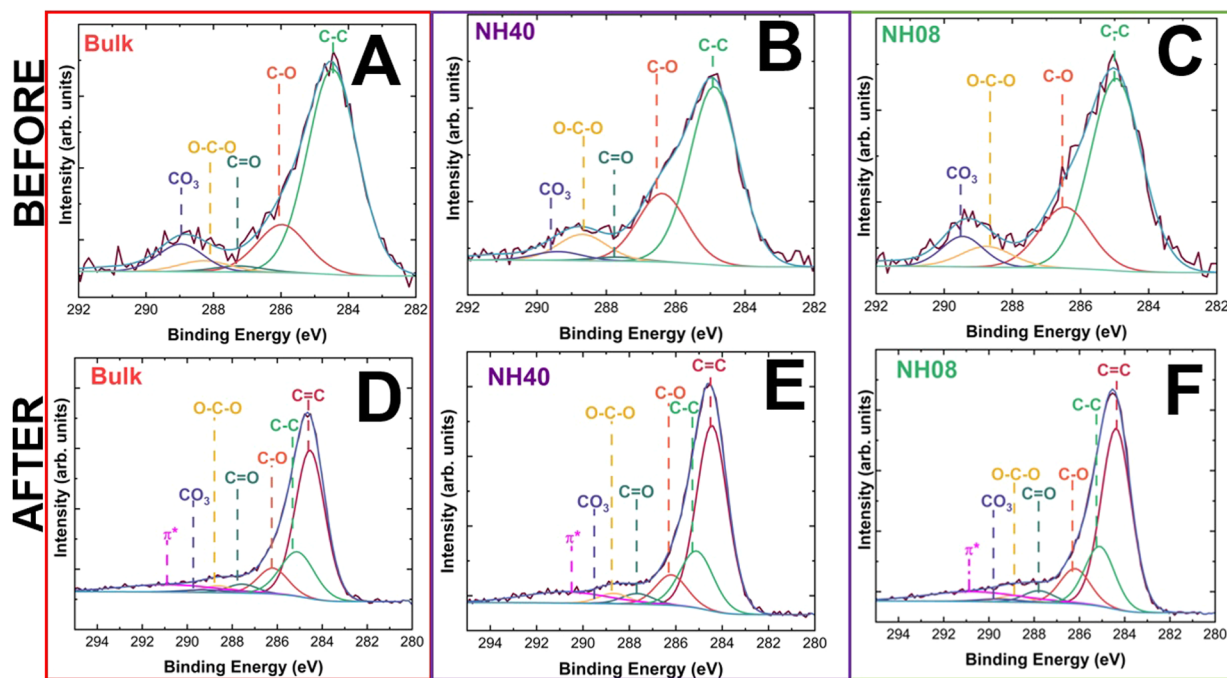 BEFORE
Bulk
A
C-C
C-O
O-C-O
C=O
CO₃
Intensity (arb. units)
292 290 288 286 284 282
Binding Energy (eV)
NH40
B
C-C
C-O
O-C-O
C=O
CO₃
Intensity (arb. units)
292 290 288 286 284 282
Binding Energy (eV)
NH08
C
C-C
C-O
O-C-O
CO₃
Intensity (arb. units)
292 290 288 286 284 282
Binding Energy (eV)
AFTER
Bulk
D
C=C
O-C-O
C-C
C-O
C=O
CO₃
π*
Intensity (arb. units)
294 292 290 288 286 284 282 280
Binding Energy (eV)
NH40
E
C=C
C-O
O-C-O
C-C
C=O
CO₃
π*
Intensity (arb. units)
294 292 290 288 286 284 282 280
Binding Energy (eV)
NH08
F
C=C
C-C
O-C-O
C-O
CO₃
C=O
π*
Intensity (arb. units)
294 292 290 288 286 284 282 280
Binding Energy (eV)